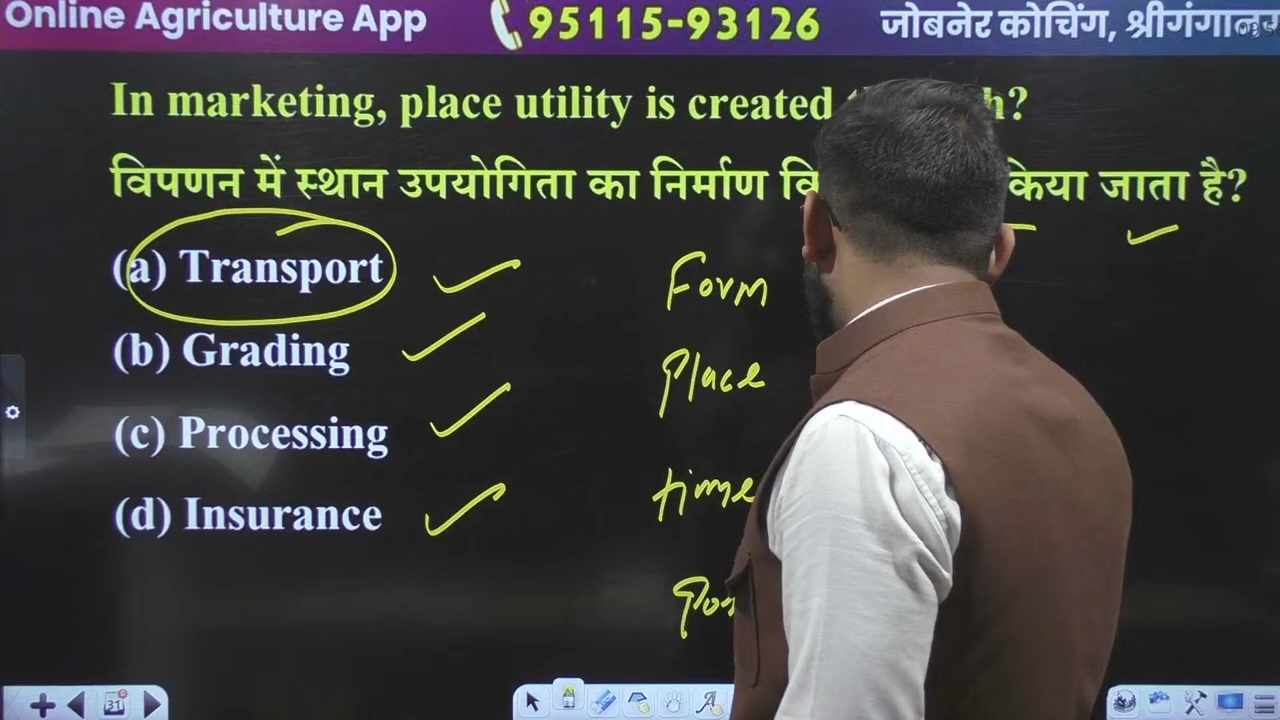 Online Agriculture App 95115-93126 जोबनेर कोचिंग,
In marketing, place utility is created
विपणन में स्थान उपयोगिता का निर्माण किया जाता है?
(a) Transport
(b) Grading
(c) Processing
(d) Insurance
Form
Place
time
31